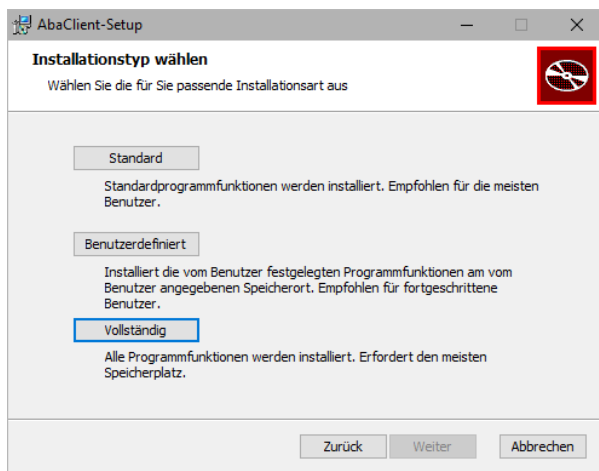 AbaClient-Setup
Installationstyp wählen
Wählen Sie die für Sie passende Installationsart aus
Standard
Standardprogrammfunktionen werden installiert. Empfohlen für die meisten
Benutzer.
Benutzerdefiniert
Installiert die vom Benutzer festgelegten Programmfunktionen am vom
Benutzer angegebenen Speicherort. Empfohlen für fortgeschrittene
Benutzer.
Vollständig
Alle Programmfunktionen werden installiert. Erfordert den meisten
Speicherplatz.
Zurück Weiter Abbrechen